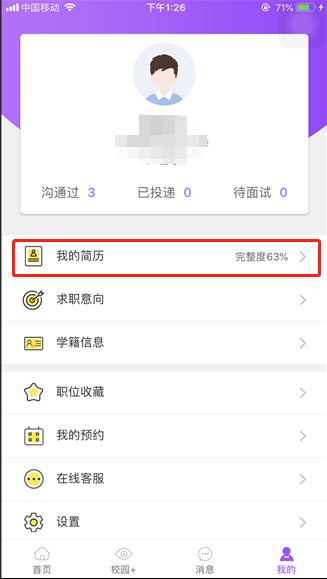 中国移动 下午1:26 71%
沟通过 3 已投递 0 待面试 0
我的简历 完整度63%
求职意向
学籍信息
职位收藏
我的预约
在线客服
设置
首页 校园+ 消息 我的